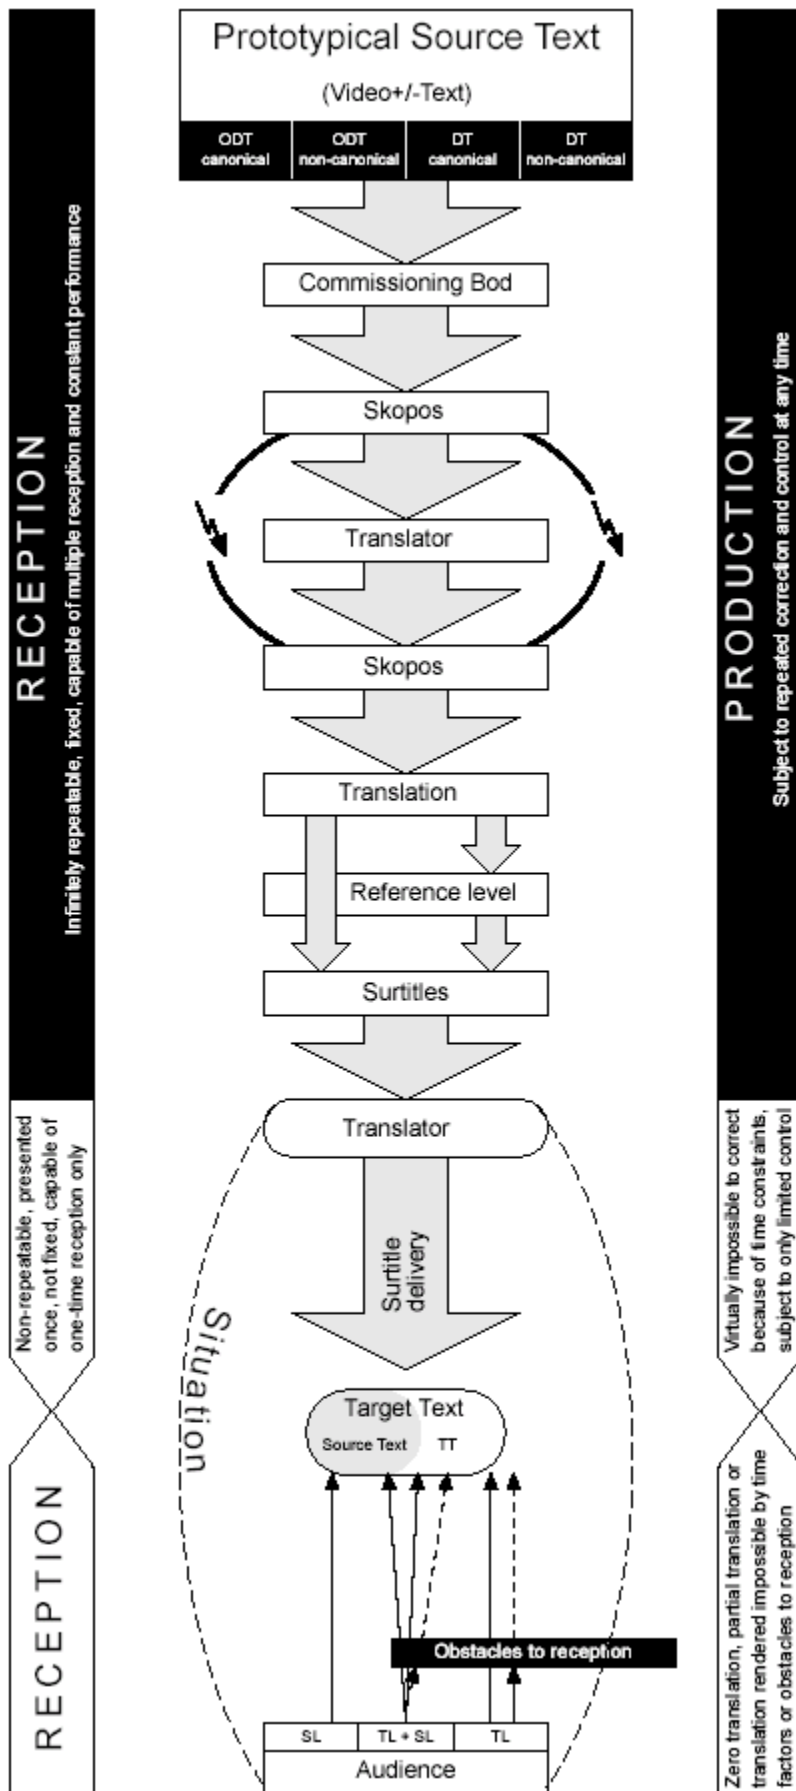 Prototypical Source Text
(Video+/-Text)
ODT
canonical
ODT
non-canonical
DT
canonical
DT
non-canonical
Commissioning Bod
Skopos
Translator
Skopos
Translation
Reference level
Surtitles
Translator
Surtitle
delivery
Situation
Target Text
Source Text
TT
Obstacles to reception
SL
TL + SL
TL
Audience
RECEPTION
Infinitely repeatable, fixed, capable of multiple reception and constant performance
Non-repeatable, presented
once, not fixed, capable of
one-time reception only
RECEPTION
PRODUCTION
Subject to repeated correction and control at any time
Virtually impossible to correct
because of time constraints,
subject to only limited control
Zero translation, partial translation or
translation rendered impossible by time
factors or obstacles to reception